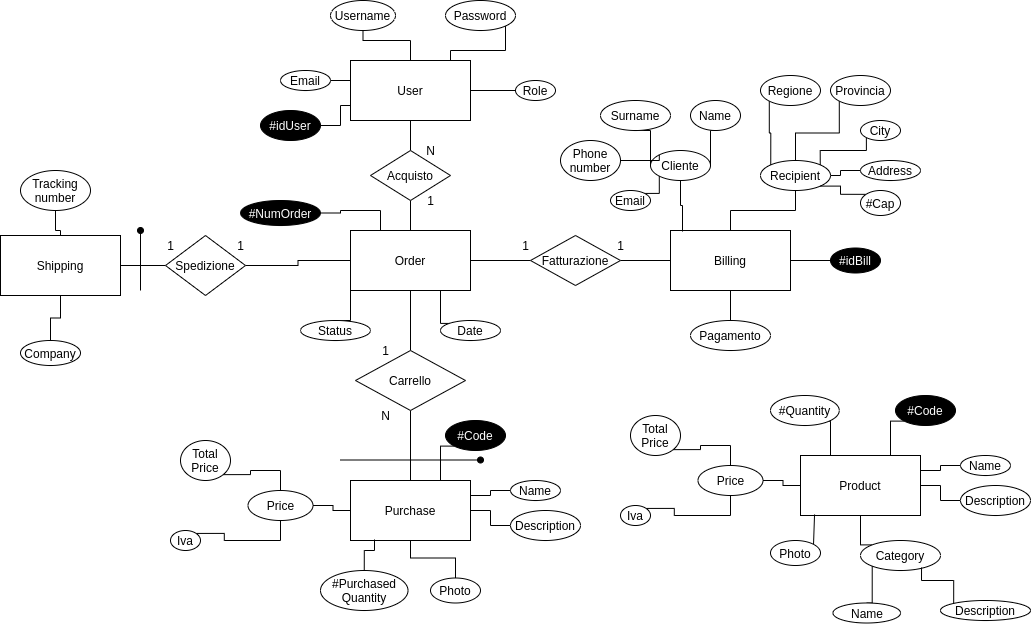 Username
Password
Email
User
Role
#idUser
N
Acquisto
1
Regione
Provincia
Surname
Name
City
Phone
number
Cliente
Recipient
Address
Email
#Cap
Tracking
number
#NumOrder
Shipping
1
Spedizione
1
Order
1
Fatturazione
1
Billing
#idBill
Status
Date
Pagamento
Company
1
Carrello
N
#Code
Total
Price
Price
Iva
Purchase
Name
Description
#Purchased
Quantity
Photo
#Quantity
#Code
Total
Price
Price
Iva
Product
Name
Description
Photo
Category
Name
Description